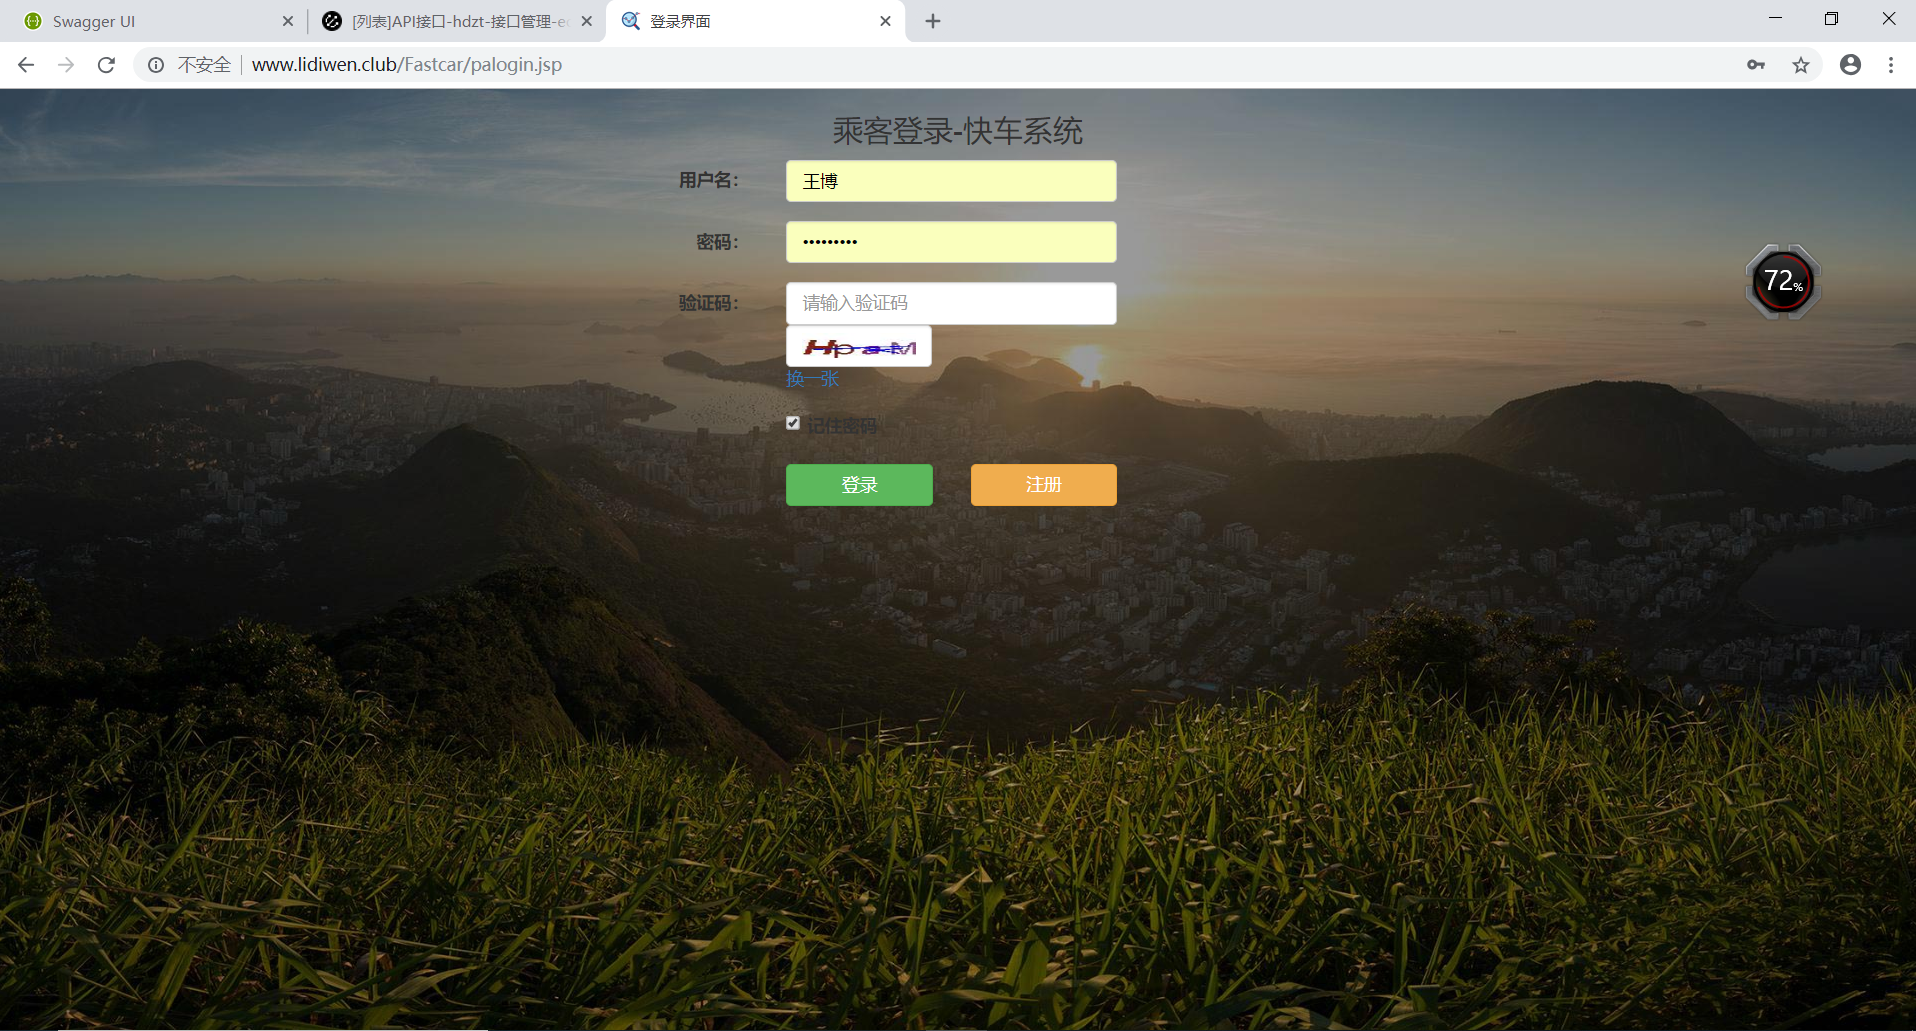 Swagger UI
[列表]API接口-hdzt-接口管理-eo
登录界面
不安全
www.lidiwen.club/Fastcar/palogin.jsp
乘客登录-快车系统
用户名：
王博
密码：
•••••••••
验证码：
请输入验证码
HpaM
换一张
记住密码
登录
注册
72%